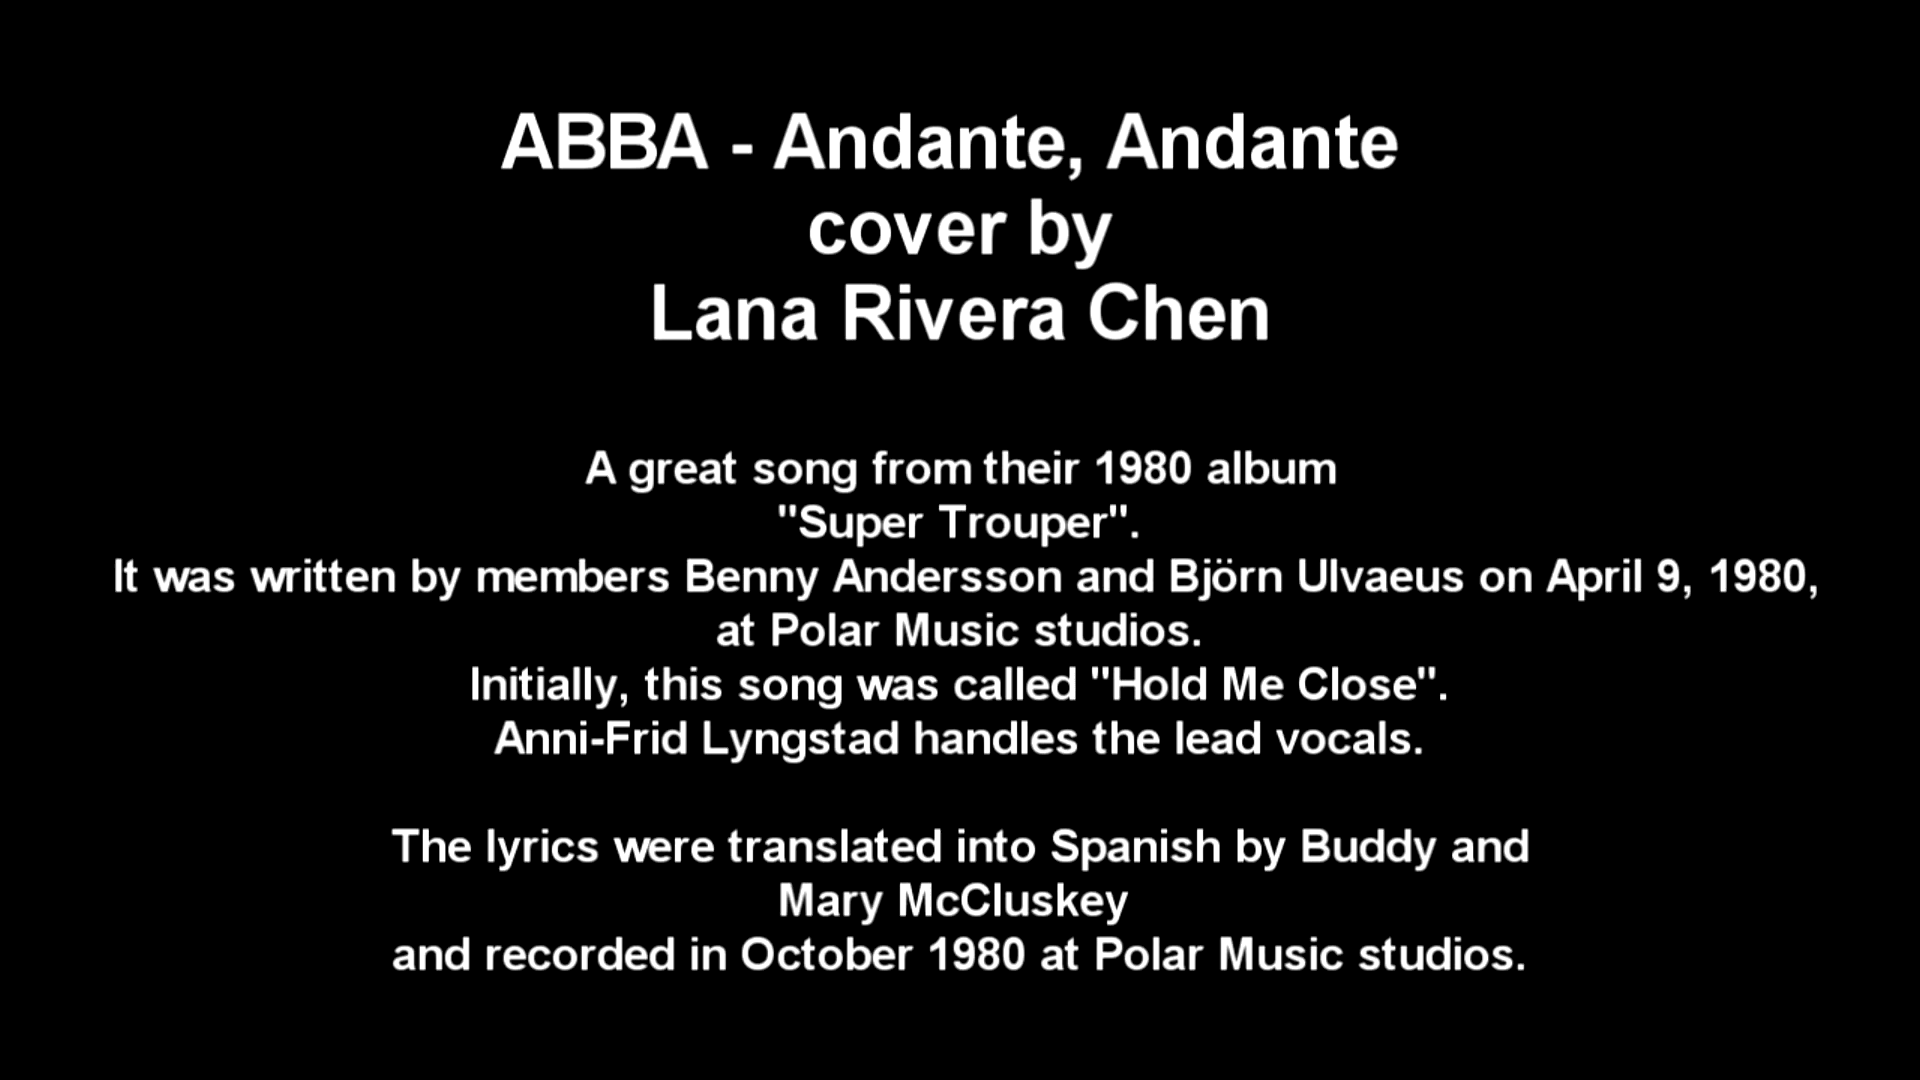 ABBA - Andante, Andante
cover by
Lana Rivera Chen
A great song from their 1980 album
"Super Trouper".
It was written by members Benny Andersson and Björn Ulvaeus on April 9, 1980,
at Polar Music studios.
Initially, this song was called "Hold Me Close".
Anni-Frid Lyngstad handles the lead vocals.
The lyrics were translated into Spanish by Buddy and
Mary McCluskey
and recorded in October 1980 at Polar Music studios.